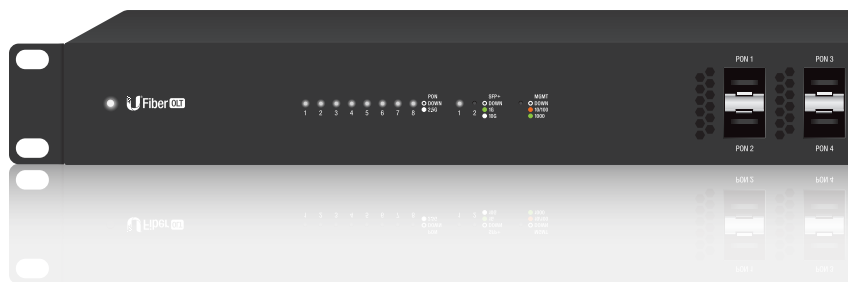 U Fiber OLT
1 2 3 4 5 6 7 8
PON
DOWN
2.5G
1 2
SFP+
DOWN
1G
10G
MGMT
DOWN
10/100
1000
PON 1
PON 2
PON 3
PON 4